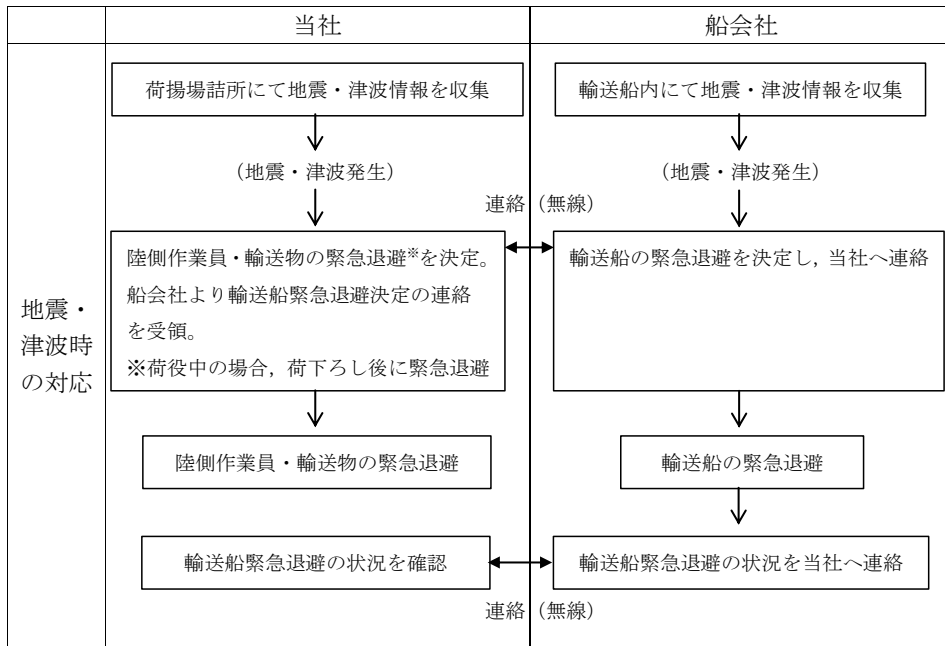 当社
船会社
地震・
津波時
の対応
荷揚場詰所にて地震・津波情報を収集
輸送船内にて地震・津波情報を収集
（地震・津波発生）
（地震・津波発生）
連絡（無線）
陸側作業員・輸送物の緊急退避※を決定。
船会社より輸送船緊急退避決定の連絡
を受領。
※荷役中の場合，荷下ろし後に緊急退避
輸送船の緊急退避を決定し，当社へ連絡
陸側作業員・輸送物の緊急退避
輸送船の緊急退避
輸送船緊急退避の状況を確認
輸送船緊急退避の状況を当社へ連絡
連絡（無線）